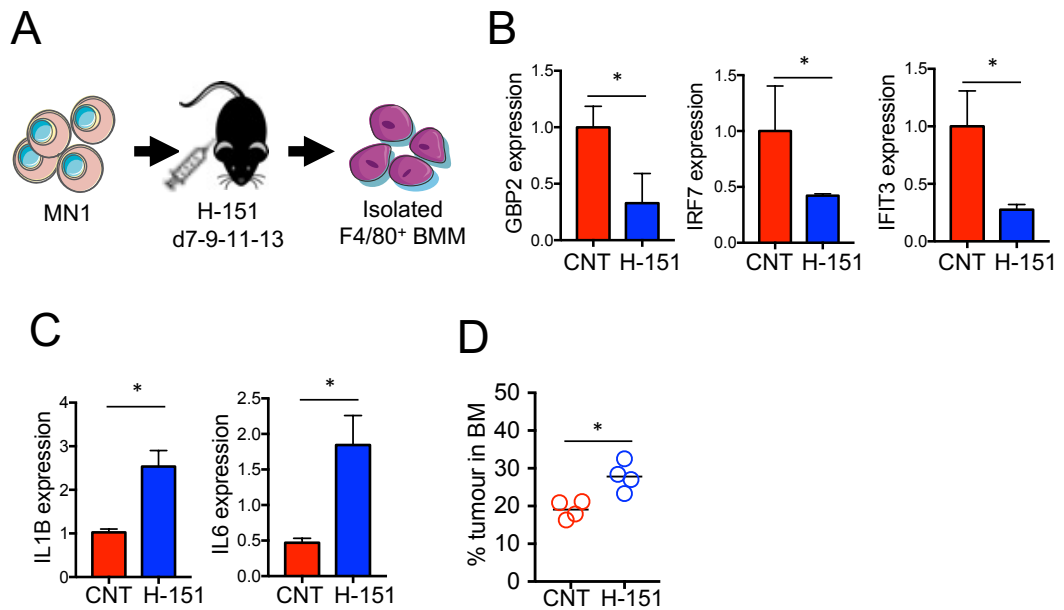 A
MN1
H-151
d7-9-11-13
Isolated
F4/80⁺ BMM
B
GBP2 expression
1.5
1.0
0.5
0.0
*
CNT H-151
IRF7 expression
1.5
1.0
0.5
0.0
*
CNT H-151
IFIT3 expression
1.5
1.0
0.5
0.0
*
CNT H-151
C
IL1B expression
4
3
2
1
0
*
CNT H-151
IL6 expression
2.5
2.0
1.5
1.0
0.5
0.0
*
CNT H-151
D
% tumour in BM
50
40
30
20
10
0
*
CNT H-151